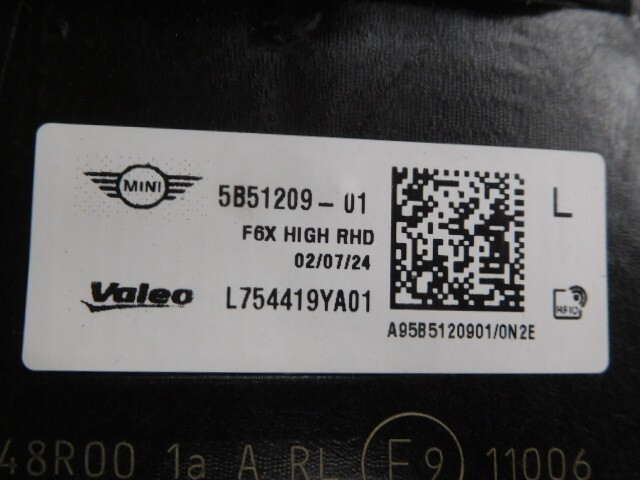 MINI
5B51209-01
L
F6X HIGH RHD
02/07/24
Valeo
L754419YA01
RFID
A95B5120901/0N2E
48R00 1a A RL E9 11006